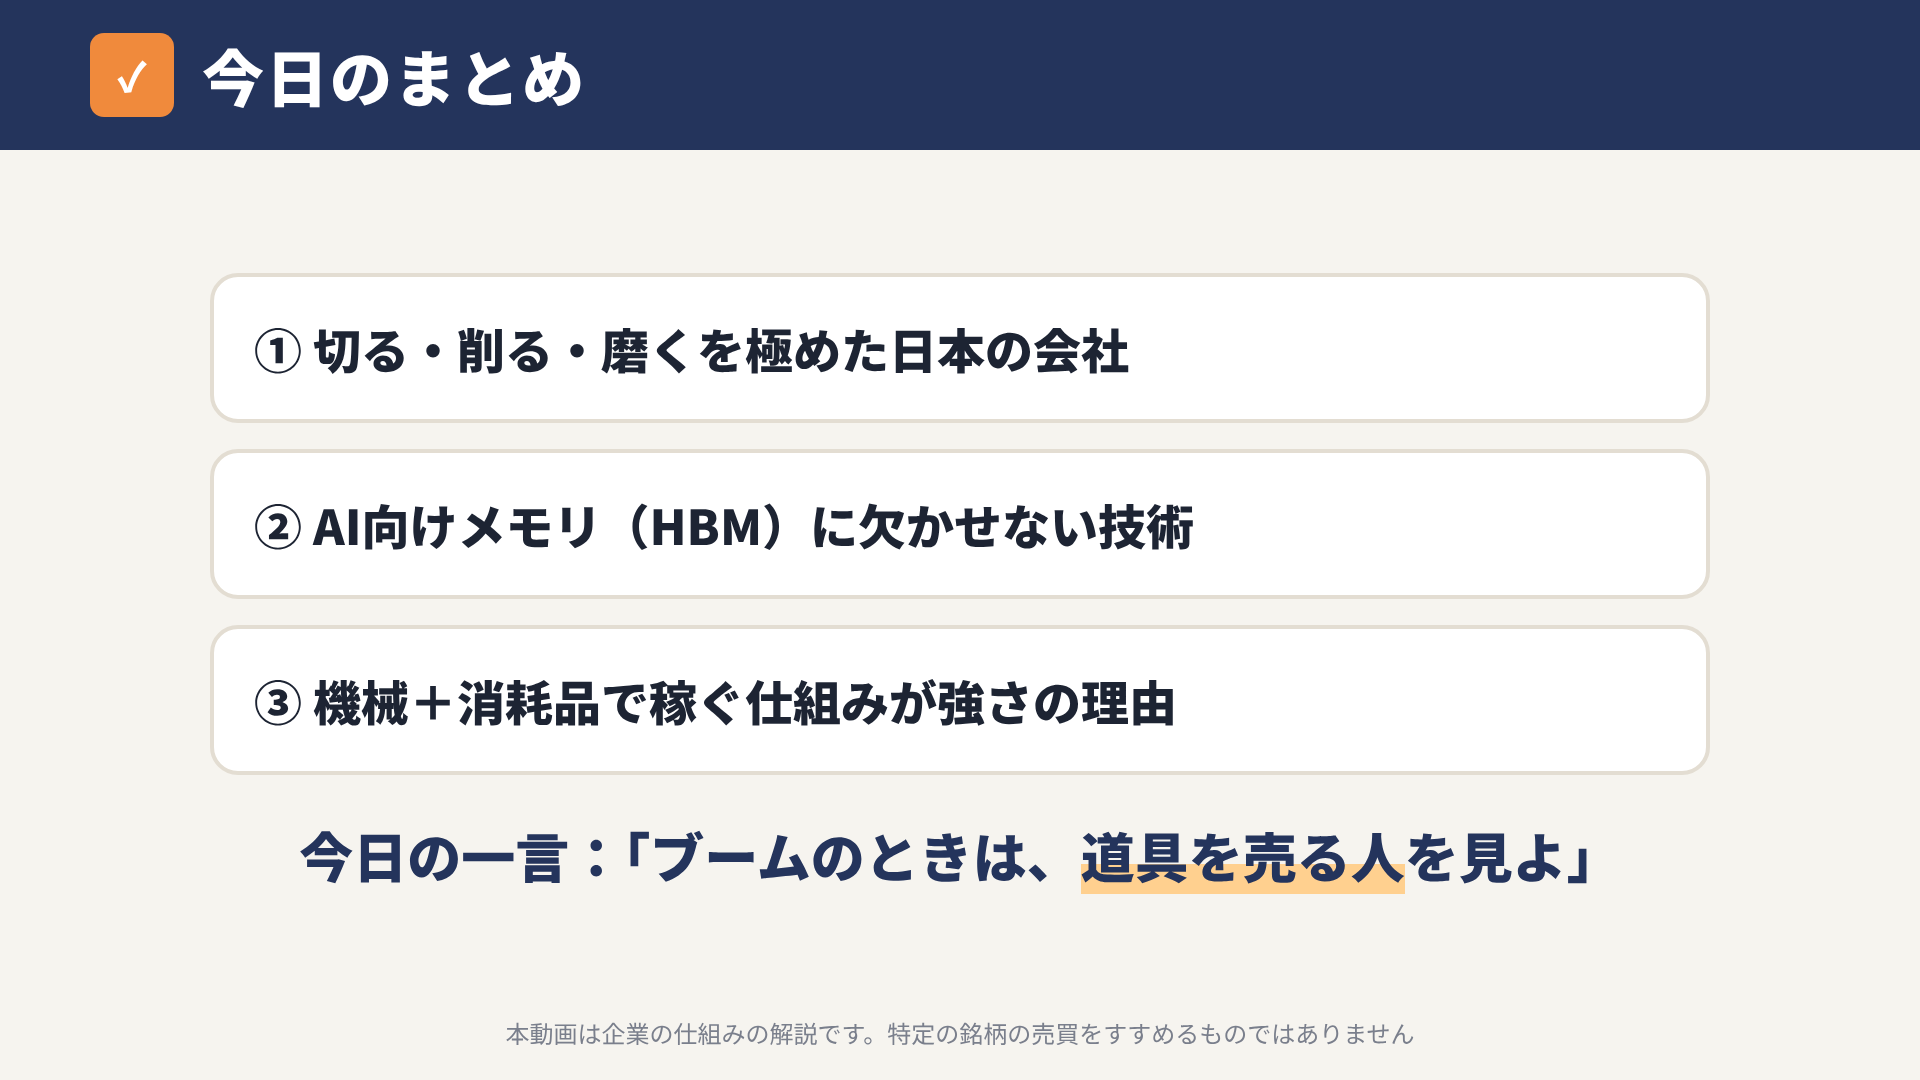 ✓ 今日のまとめ
① 切る・削る・磨くを極めた日本の会社
② AI向けメモリ（HBM）に欠かせない技術
③ 機械＋消耗品で稼ぐ仕組みが強さの理由
今日の一言：「ブームのときは、道具を売る人を見よ」
本動画は企業の仕組みの解説です。特定の銘柄の売買をすすめるものではありません